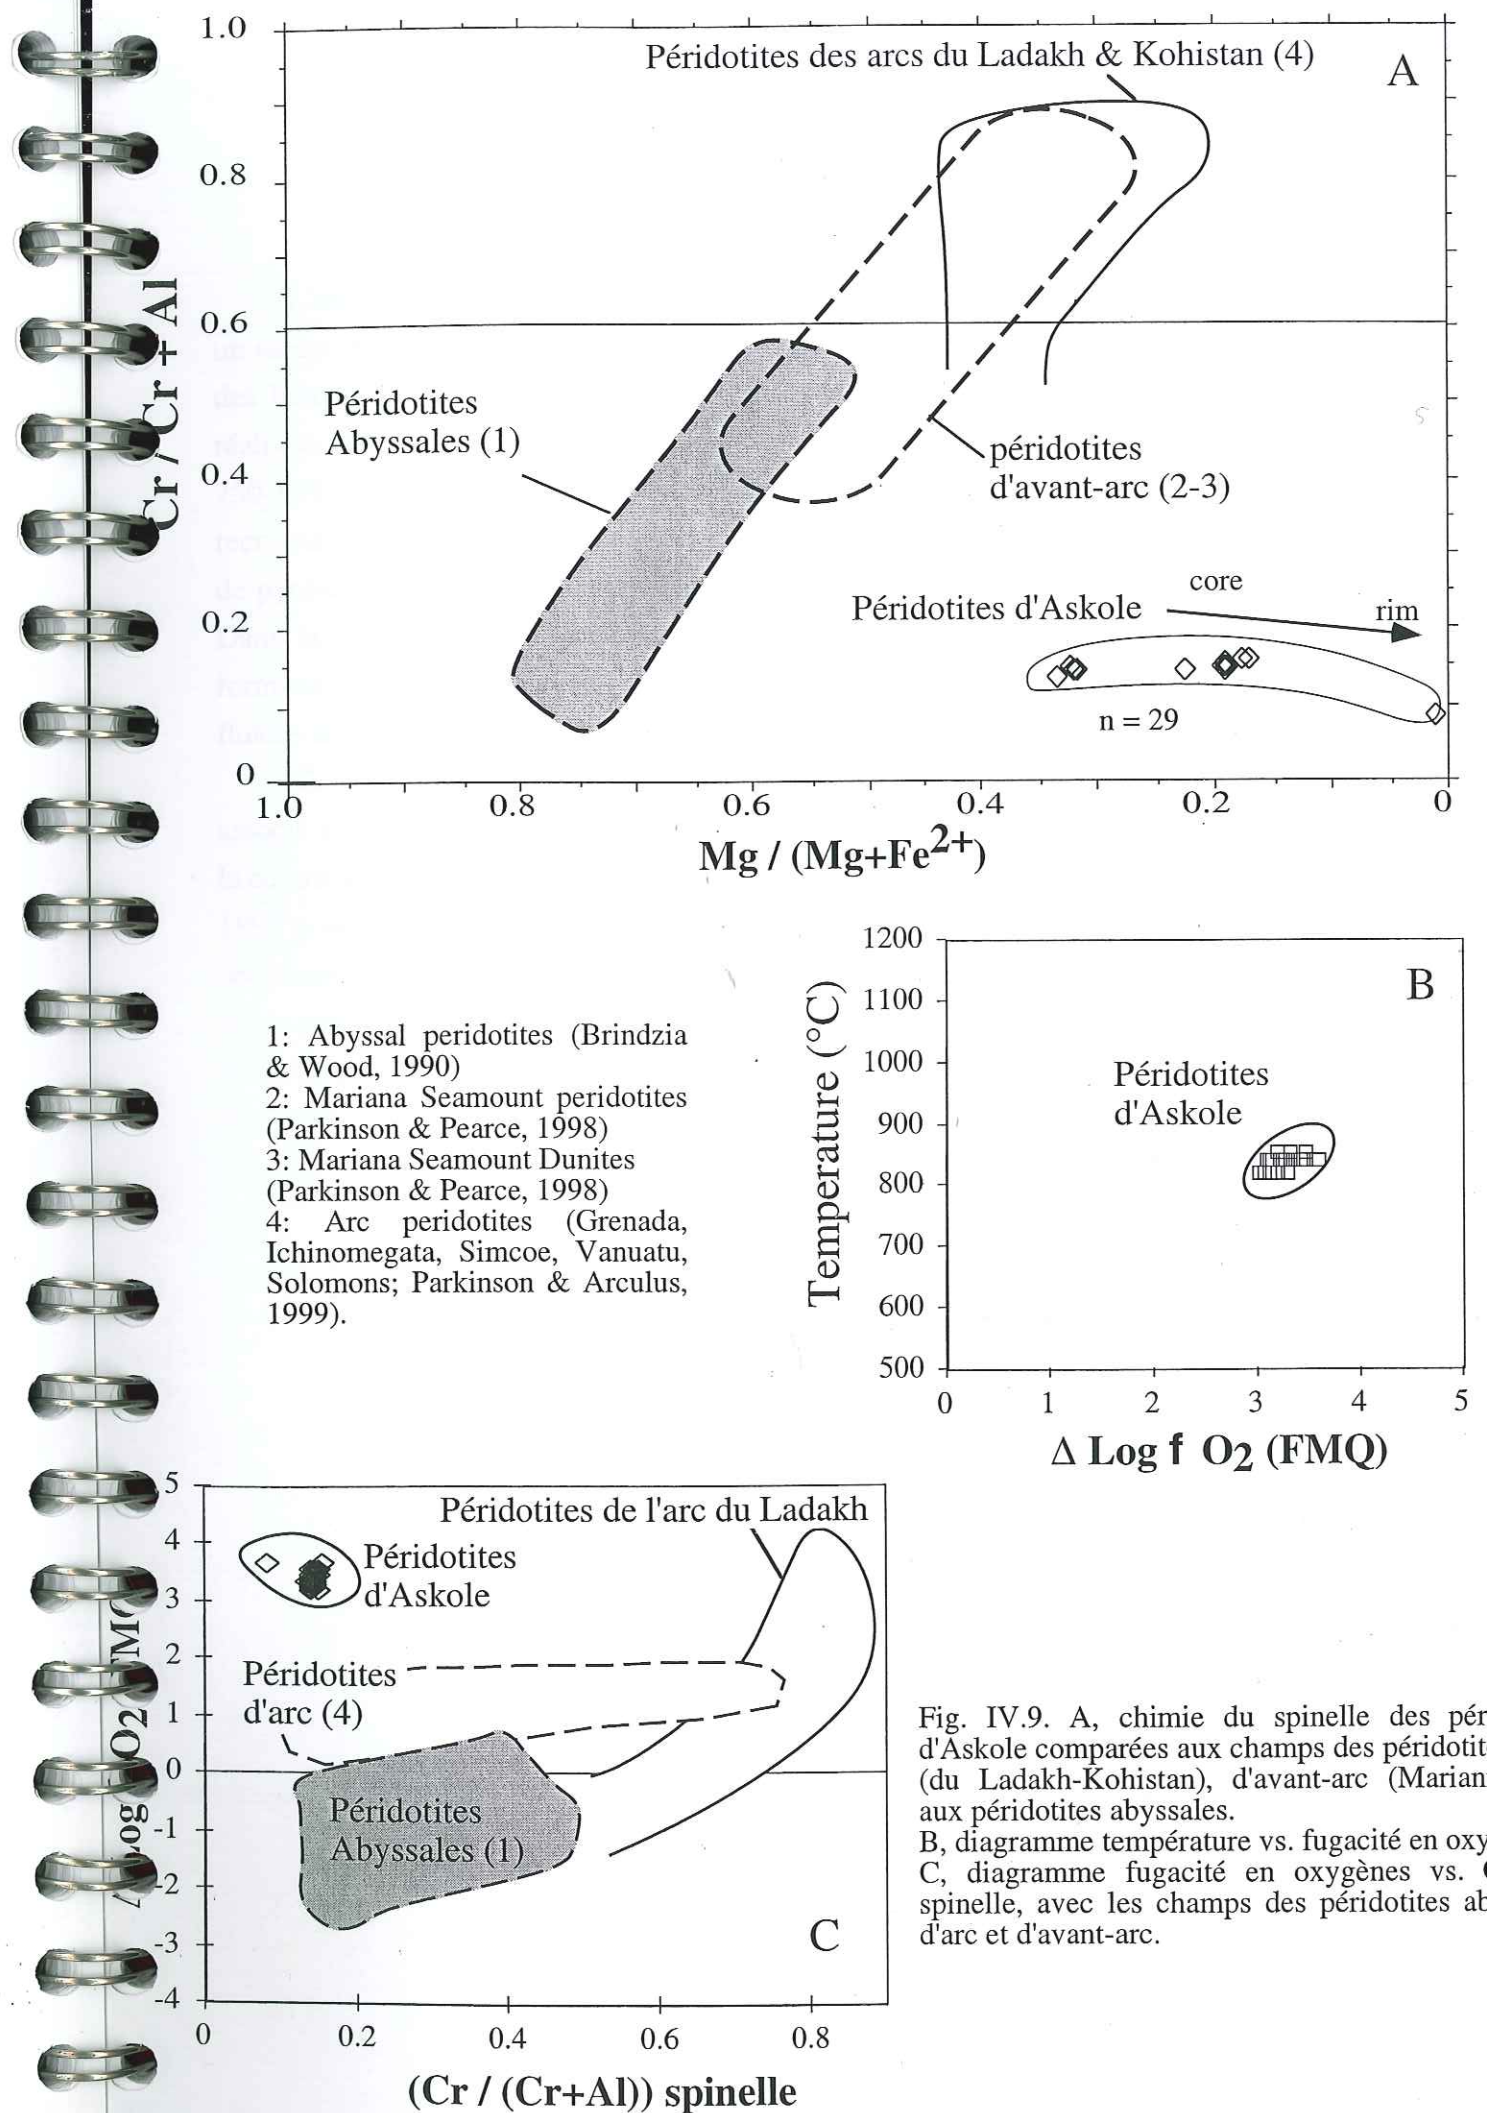 1.0
Péridotites des arcs du Ladakh & Kohistan (4)
A
0.8
0.6
Cr / Cr + Al
Péridotites
Abyssales (1)
péridotites
d'avant-arc (2-3)
0.4
core
Péridotites d'Askole
rim
0.2
n = 29
0
1.0
0.8
0.6
0.4
0.2
0
Mg / (Mg+Fe2+)
1: Abyssal peridotites (Brindzia
& Wood, 1990)
2: Mariana Seamount peridotites
(Parkinson & Pearce, 1998)
3: Mariana Seamount Dunites
(Parkinson & Pearce, 1998)
4: Arc peridotites (Grenada,
Ichinomegata, Simcoe, Vanuatu,
Solomons; Parkinson & Arculus,
1999).
1200
1100
1000
900
800
700
600
500
Temperature (°C)
B
Péridotites
d'Askole
0
1
2
3
4
5
Δ Log f O2 (FMQ)
5
4
3
2
1
0
-1
-2
-3
-4
Log
O2
Péridotites de l'arc du Ladakh
Péridotites
d'Askole
Péridotites
d'arc (4)
Péridotites
Abyssales (1)
C
0
0.2
0.4
0.6
0.8
(Cr / (Cr+Al)) spinelle
Fig. IV.9. A, chimie du spinelle des
d'Askole comparées aux champs des
(du Ladakh-Kohistan), d'avant-arc
aux péridotites abyssales.
B, diagramme température vs. fugacité en
C, diagramme fugacité en oxygènes vs.
spinelle, avec les champs des péridotites
d'arc et d'avant-arc.